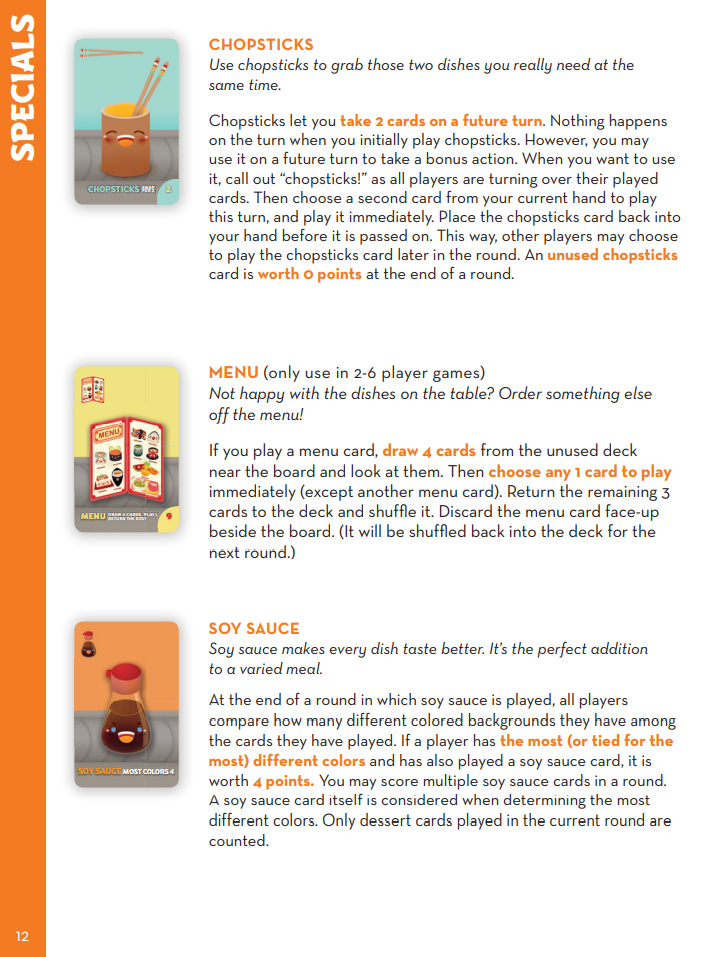 SPECIALS
CHOPSTICKS
Use chopsticks to grab those two dishes you really need at the
same time.
Chopsticks let you take 2 cards on a future turn. Nothing happens
on the turn when you initially play chopsticks. However, you may
use it on a future turn to take a bonus action. When you want to use
it, call out “chopsticks!” as all players are turning over their played
cards. Then choose a second card from your current hand to play
this turn, and play it immediately. Place the chopsticks card back into
your hand before it is passed on. This way, other players may choose
to play the chopsticks card later in the round. An unused chopsticks
card is worth 0 points at the end of a round.
CHOPSTICKS
2
MENU (only use in 2-6 player games)
Not happy with the dishes on the table? Order something else
off the menu!
If you play a menu card, draw 4 cards from the unused deck
near the board and look at them. Then choose any 1 card to play
immediately (except another menu card). Return the remaining 3
cards to the deck and shuffle it. Discard the menu card face-up
beside the board. (It will be shuffled back into the deck for the
next round.)
MENU
MENU DRAW 4 CARDS, PLAY 1,
RETURN THE REST
9
SOY SAUCE
Soy sauce makes every dish taste better. It’s the perfect addition
to a varied meal.
At the end of a round in which soy sauce is played, all players
compare how many different colored backgrounds they have among
the cards they have played. If a player has the most (or tied for the
most) different colors and has also played a soy sauce card, it is
worth 4 points. You may score multiple soy sauce cards in a round.
A soy sauce card itself is considered when determining the most
different colors. Only dessert cards played in the current round are
counted.
SOY SAUCE MOST COLORS 4
12